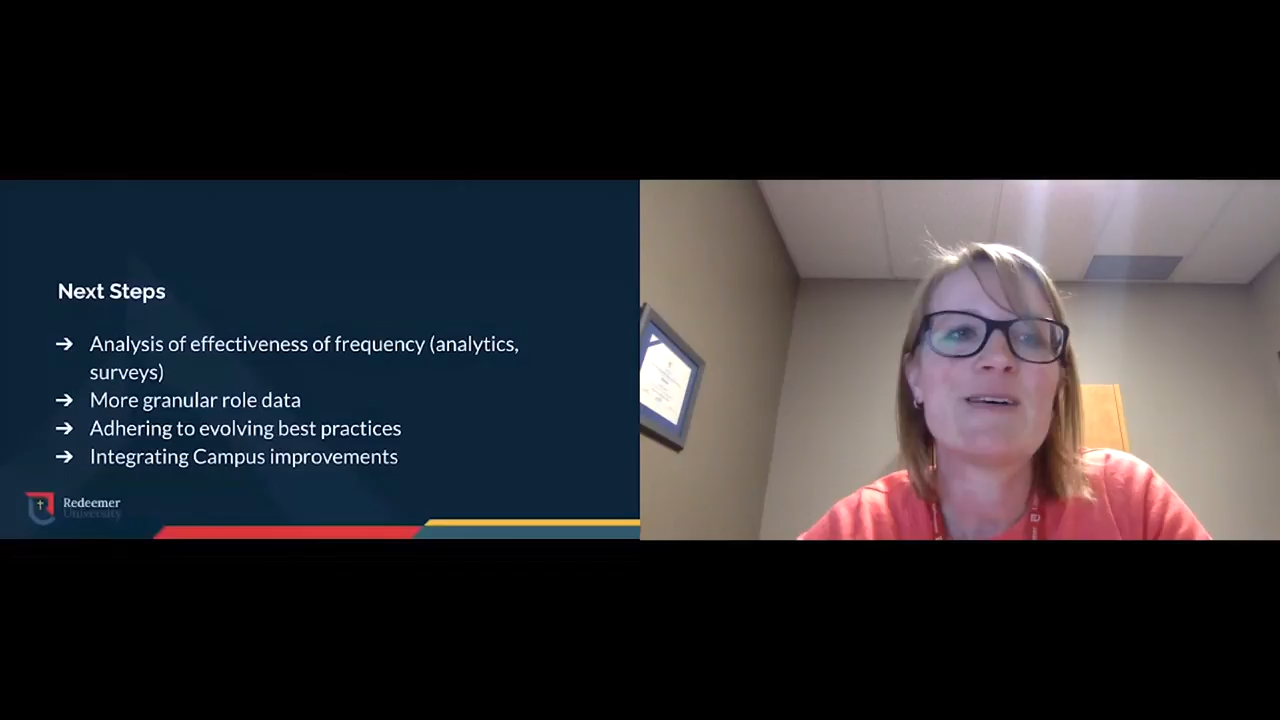 Next Steps
➔ Analysis of effectiveness of frequency (analytics,
surveys)
➔ More granular role data
➔ Adhering to evolving best practices
➔ Integrating Campus improvements
Redeemer
University